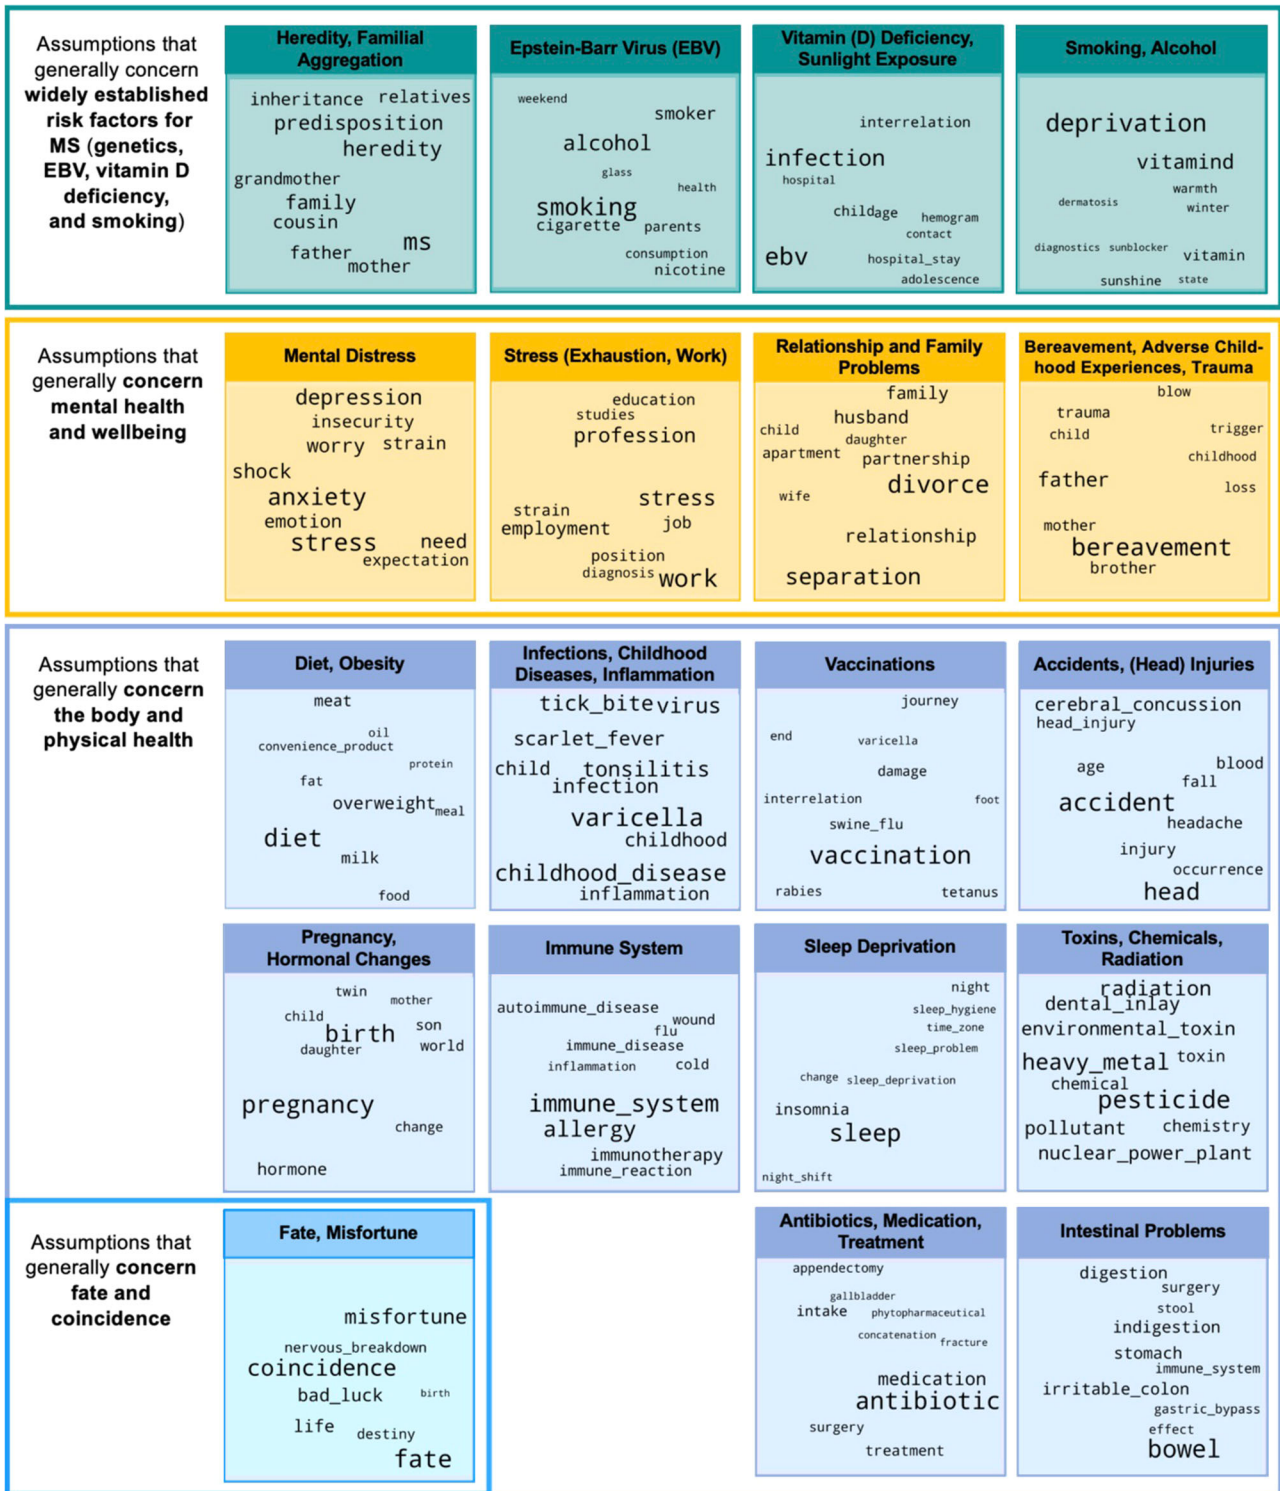 Assumptions that
generally concern
widely established
risk factors for
MS (genetics,
EBV, vitamin D
deficiency,
and smoking)
Heredity, Familial
Aggregation
inheritance relatives
predisposition
heredity
grandmother
family
cousin
father ms
mother
Epstein-Barr Virus (EBV)
weekend
smoker
alcohol
glass
health
smoking
cigarette parents
consumption
nicotine
Vitamin (D) Deficiency,
Sunlight Exposure
interrelation
infection
hospital
childage hemogram
contact
ebv hospital_stay
adolescence
Smoking, Alcohol
deprivation
vitamind
warmth
dermatosis winter
diagnostics sunblocker vitamin
sunshine state
Assumptions that
generally concern
mental health
and wellbeing
Mental Distress
depression
insecurity
worry strain
shock
anxiety
emotion
stress need
expectation
Stress (Exhaustion, Work)
education
studies
profession
stress
strain
employment job
position
diagnosis work
Relationship and Family
Problems
family
husband
child daughter
apartment partnership
divorce
wife
relationship
separation
Bereavement, Adverse Child-
hood Experiences, Trauma
blow
trauma
child trigger
childhood
father loss
mother
bereavement
brother
Assumptions that
generally concern
the body and
physical health
Diet, Obesity
meat
oil
convenience_product
protein
fat
overweight meal
diet
milk
food
Infections, Childhood
Diseases, Inflammation
tick_bite virus
scarlet_fever
child tonsilitis
infection
varicella
childhood
childhood_disease
inflammation
Vaccinations
journey
end varicella
damage
interrelation foot
swine_flu
vaccination
rabies tetanus
Accidents, (Head) Injuries
cerebral_concussion
head_injury
age blood
fall
accident
headache
injury
occurrence
head
Pregnancy,
Hormonal Changes
twin
mother
child son
birth
daughter world
pregnancy
change
hormone
Immune System
autoimmune_disease
wound
flu
immune_disease
inflammation cold
immune_system
allergy
immunotherapy
immune_reaction
Sleep Deprivation
night
sleep_hygiene
time_zone
sleep_problem
change sleep_deprivation
insomnia
sleep
night_shift
Toxins, Chemicals,
Radiation
radiation
dental_inlay
environmental_toxin
heavy_metal toxin
chemical
pesticide
pollutant chemistry
nuclear_power_plant
Assumptions that
generally concern
fate and
coincidence
Fate, Misfortune
misfortune
nervous_breakdown
coincidence
bad_luck birth
life destiny
fate
Antibiotics, Medication,
Treatment
appendectomy
gallbladder
intake phytopharmaceutical
concatenation fracture
medication
antibiotic
surgery
treatment
Intestinal Problems
digestion
surgery
stool
indigestion
stomach
immune_system
irritable_colon
gastric_bypass
effect
bowel